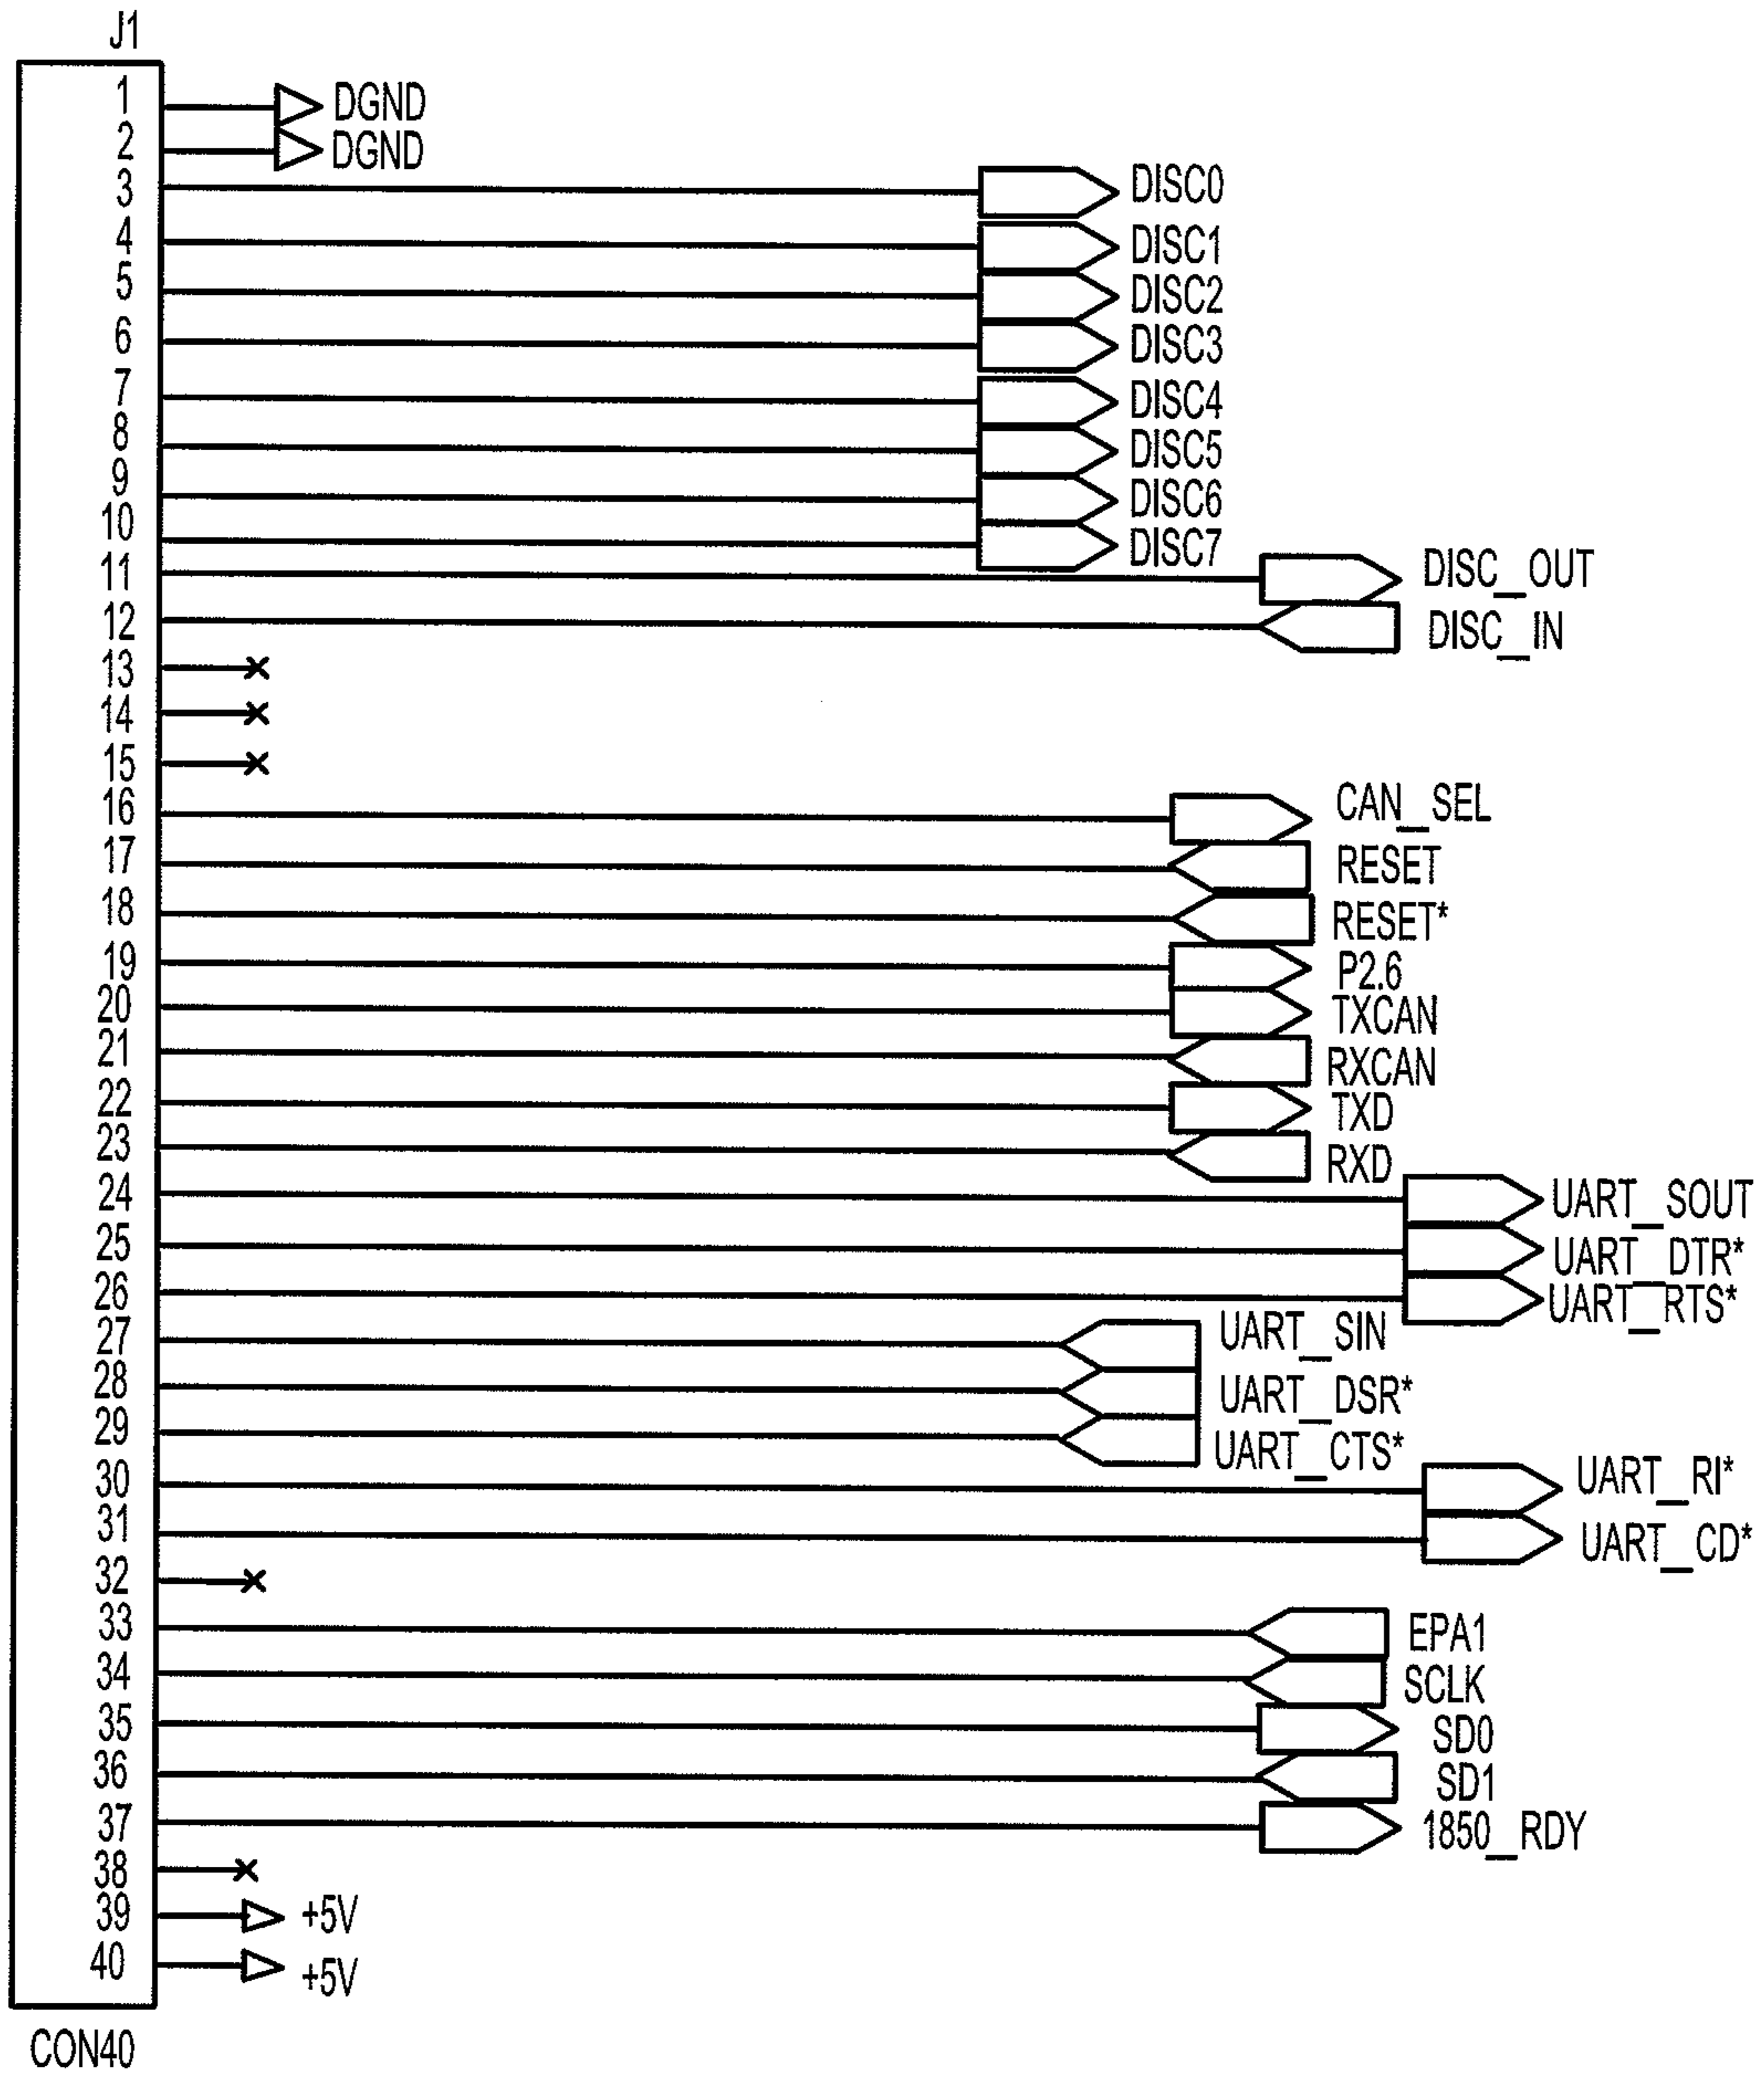 J1
1 DGND
2 DGND
3 DISC0
4 DISC1
5 DISC2
6 DISC3
7 DISC4
8 DISC5
9 DISC6
10 DISC7
11 DISC_OUT
12 DISC_IN
13
14
15
16 CAN_SEL
17 RESET
18 RESET*
19 P2.6
20 TXCAN
21 RXCAN
22 TXD
23 RXD
24 UART_SOUT
25 UART_DTR*
26 UART_RTS*
27 UART_SIN
28 UART_DSR*
29 UART_CTS*
30 UART_RI*
31 UART_CD*
32
33 EPA1
34 SCLK
35 SD0
36 SD1
37 1850_RDY
38
39 +5V
40 +5V
CON40